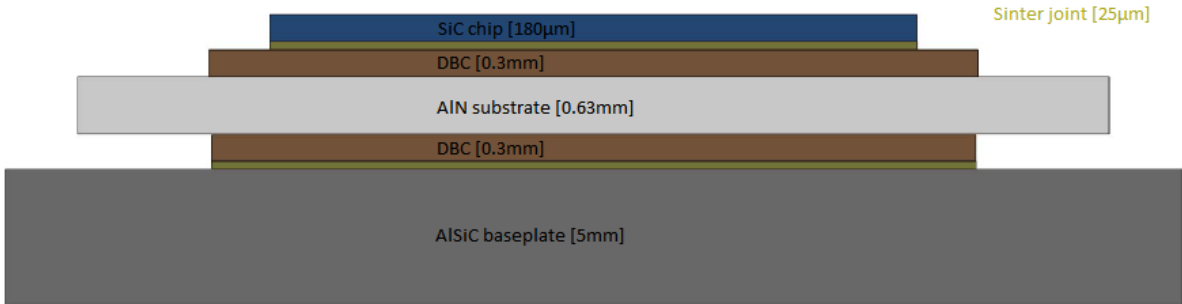 Sinter joint [25µm]
SiC chip [180µm]
DBC [0.3mm]
AlN substrate [0.63mm]
DBC [0.3mm]
AlSiC baseplate [5mm]